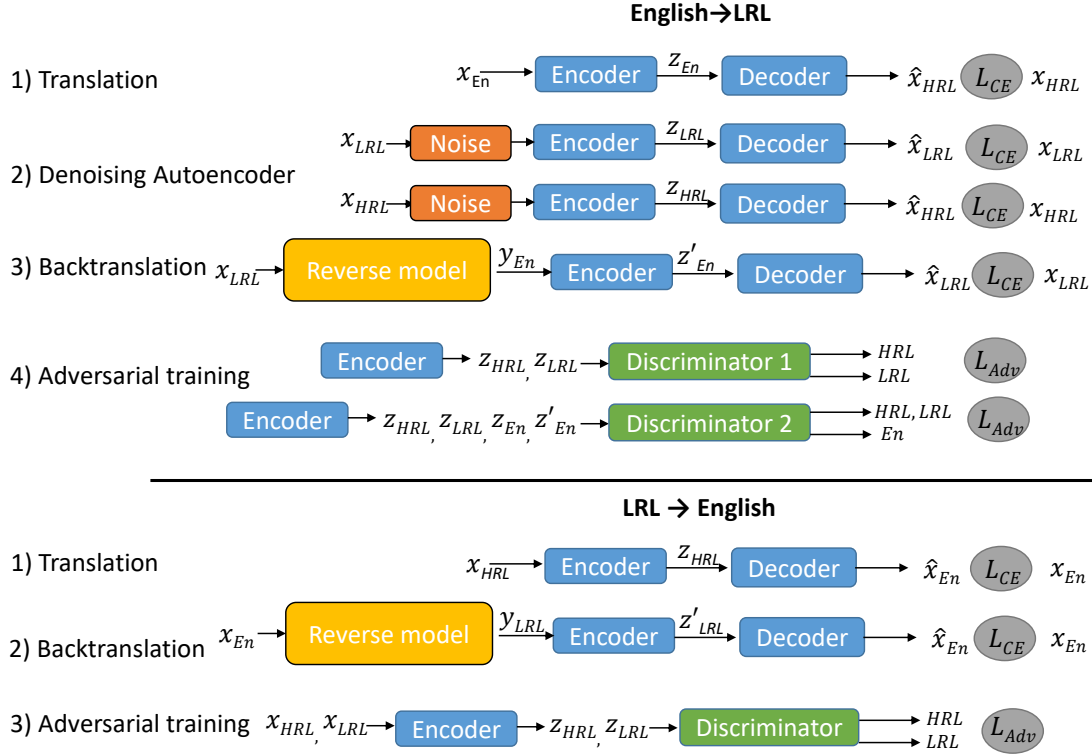 English→LRL
1) Translation x_En Encoder z_En Decoder x̂_HRL L_CE x_HRL
2) Denoising Autoencoder
x_LRL Noise Encoder z_LRL Decoder x̂_LRL L_CE x_LRL
x_HRL Noise Encoder z_HRL Decoder x̂_HRL L_CE x_HRL
3) Backtranslation x_LRL Reverse model y_En Encoder z'_En Decoder x̂_LRL L_CE x_LRL
4) Adversarial training
Encoder z_HRL, z_LRL Discriminator 1 HRL LRL L_Adv
Encoder z_HRL, z_LRL, z_En, z'_En Discriminator 2 HRL, LRL En L_Adv
LRL → English
1) Translation x_HRL Encoder z_HRL Decoder x̂_En L_CE x_En
2) Backtranslation x_En Reverse model y_LRL Encoder z'_LRL Decoder x̂_En L_CE x_En
3) Adversarial training x_HRL, x_LRL Encoder z_HRL, z_LRL Discriminator HRL LRL L_Adv